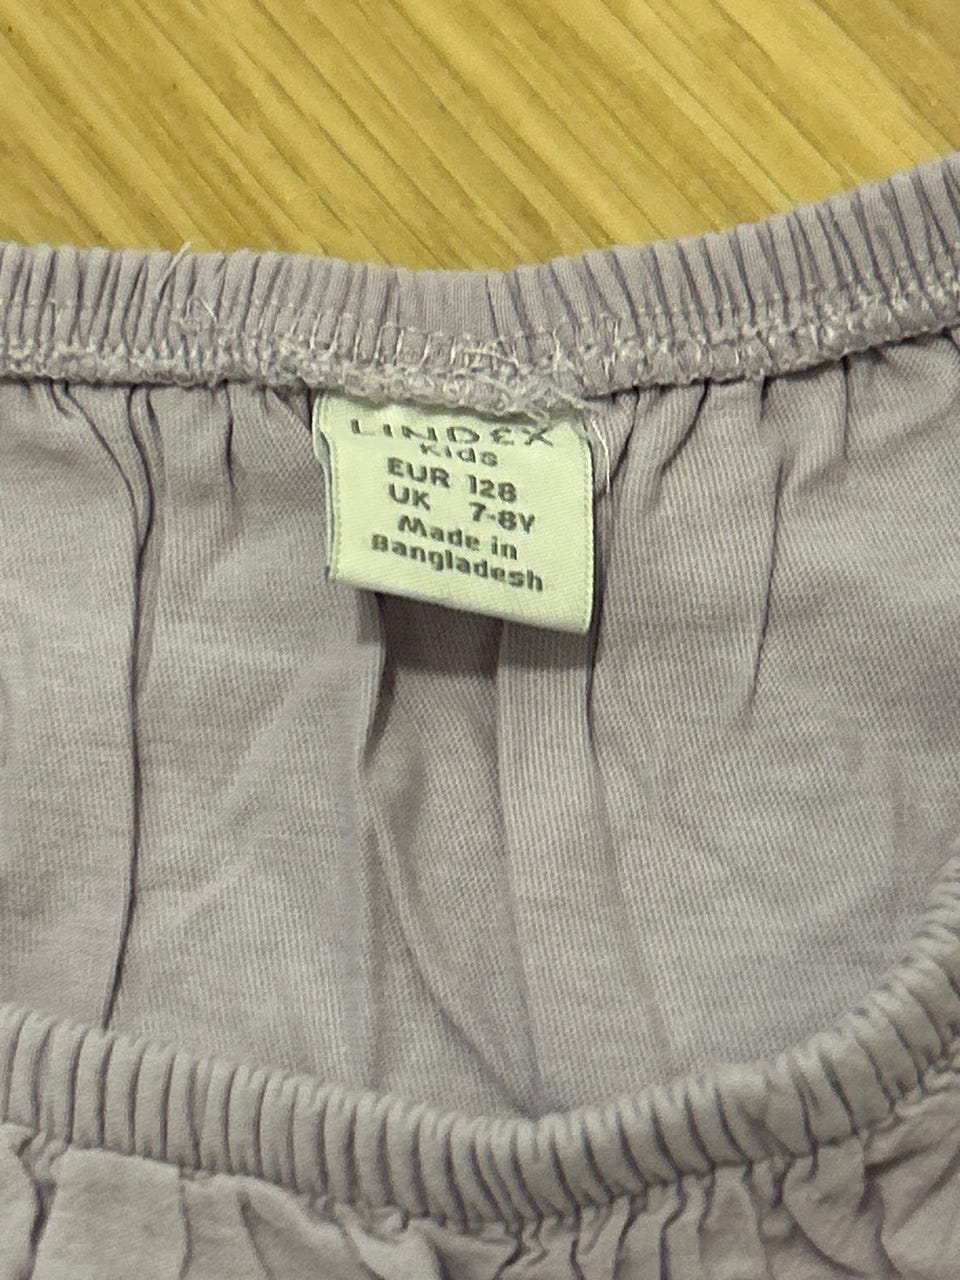 LINDEX
Kids
EUR 128
UK 7-8Y
Made in
Bangladesh